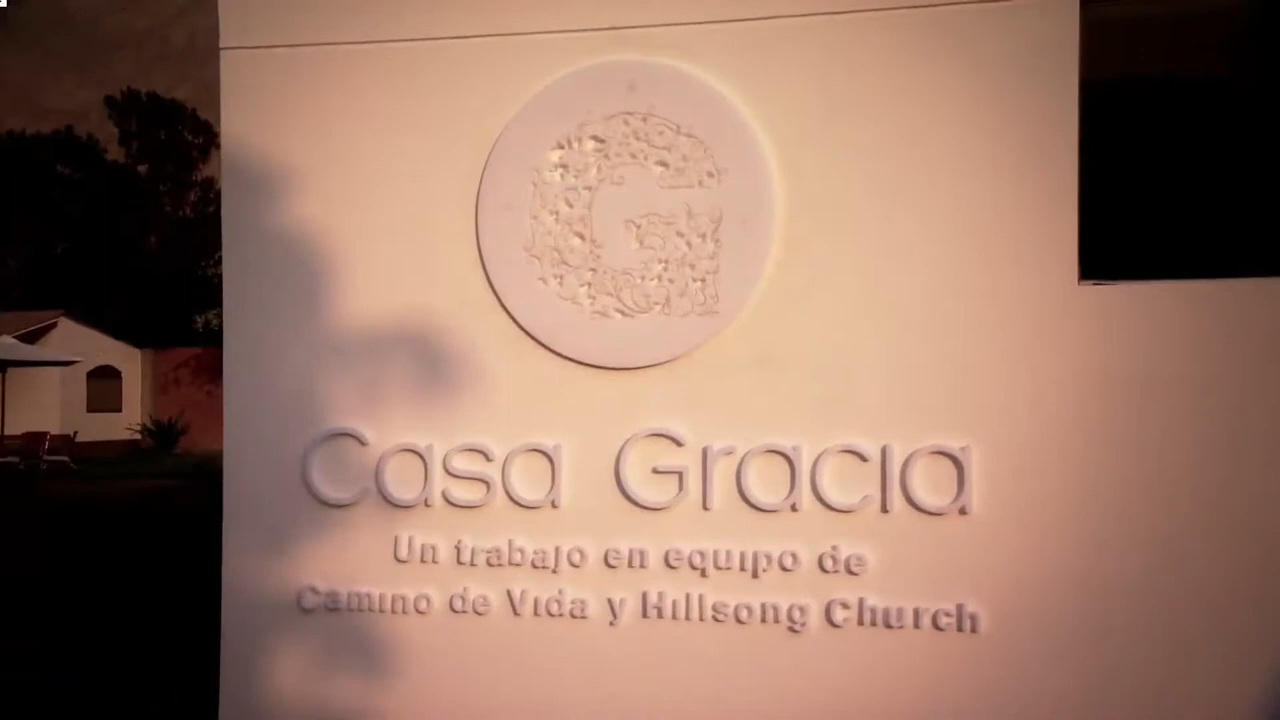 G
Casa Gracia
Un trabajo en equipo de
Camino de Vida y Hillsong Church